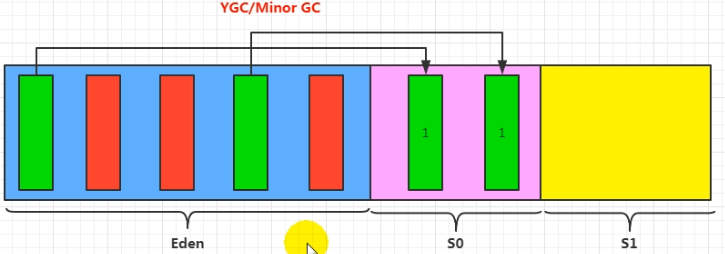 YGC/Minor GC
1
1
Eden
S0
S1